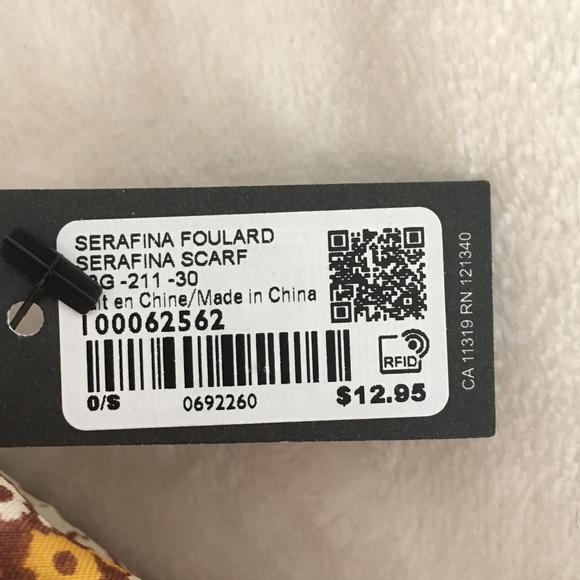 SERAFINA FOULARD
SERAFINA SCARF
G -211 -30
en Chine/Made in China
100062562
RFID
O/S
0692260
$12.95
CA 11319 RN 121340